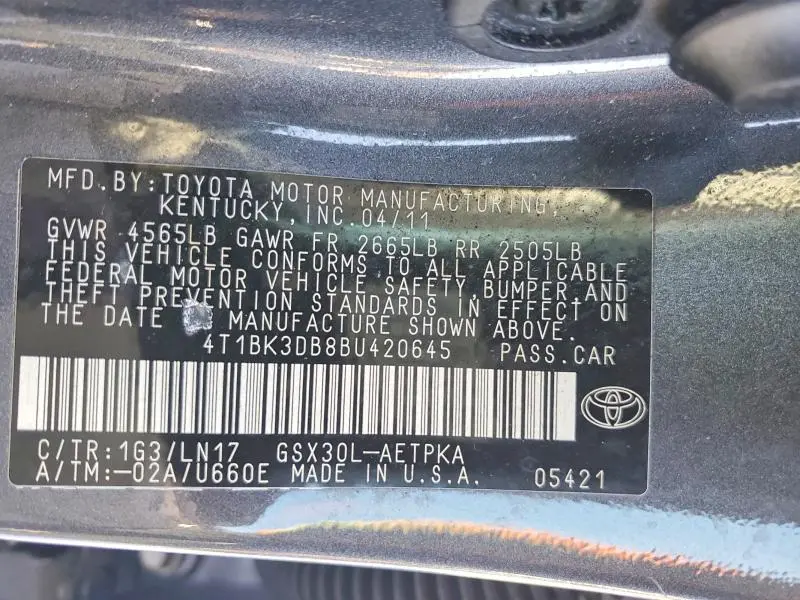 MFD.BY:TOYOTA MOTOR MANUFACTURING,
KENTUCKY,INC.04/11
GVWR 4565LB GAWR FR 2665LB RR 2505LB
THIS VEHICLE CONFORMS TO ALL APPLICABLE
FEDERAL MOTOR VEHICLE SAFETY,BUMPER,AND
THEFT PREVENTION STANDARDS IN EFFECT ON
THE DATE MANUFACTURE SHOWN ABOVE.
4T1BK3DB8BU420645 PASS.CAR
C/TR:1G3/LN17 GSX30L-AETPKA
A/TM:-02A/U660E MADE IN U.S.A. 05421